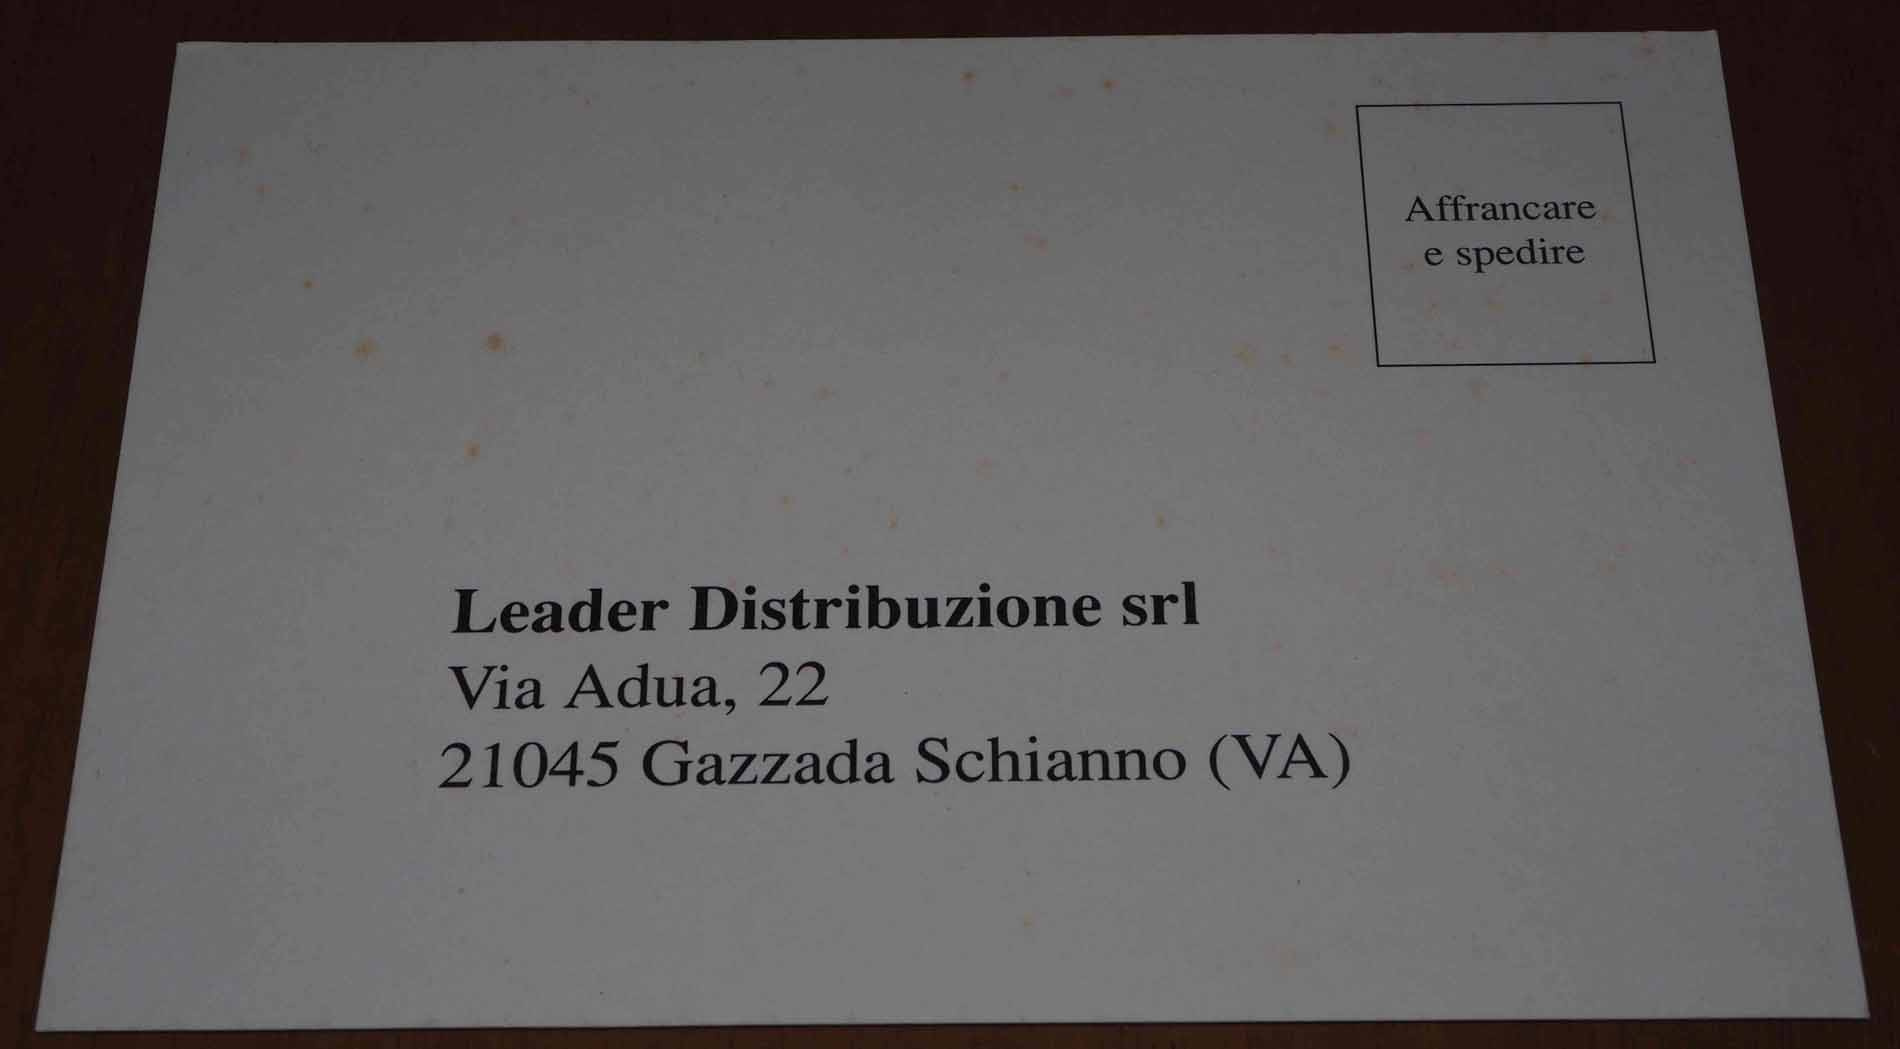 Affrancare
e spedire
Leader Distribuzione srl
Via Adua, 22
21045 Gazzada Schianno (VA)